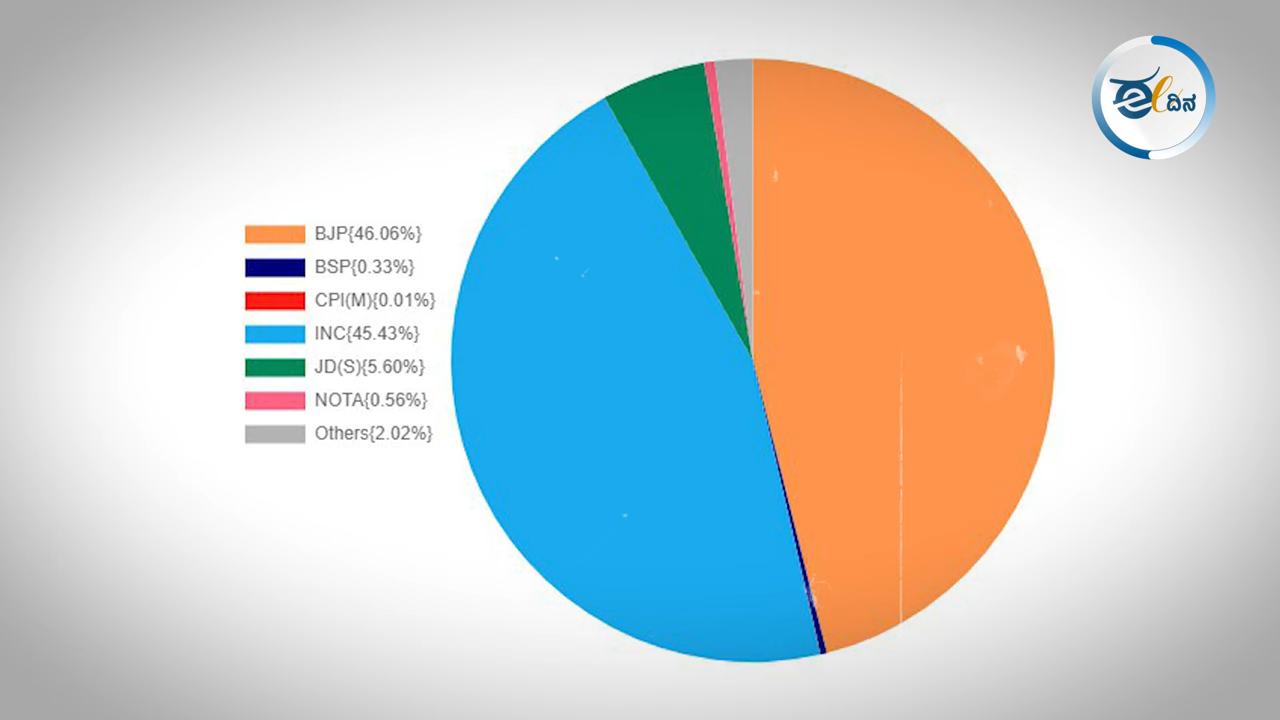 BJP{46.06%}
BSP{0.33%}
CPI(M){0.01%}
INC{45.43%}
JD(S){5.60%}
NOTA{0.56%}
Others{2.02%}
ದಿನ